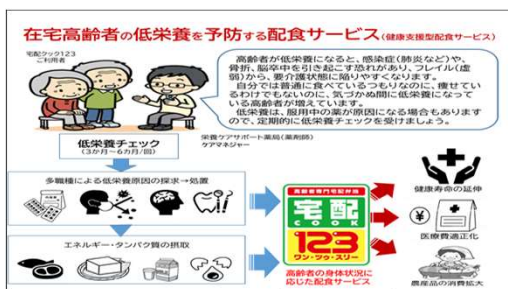 在宅高齢者の低栄養を予防する配食サービス(健康支援型配食サービス)
宅配クック123
ご利用者
高齢者が低栄養になると、感染症(肺炎など)や、
骨折、脳卒中を引き起こす恐れがあり、フレイル(虚
弱)から、要介護状態に陥りやすくなります。
自分では普通に食べているつもりなのに、痩せてい
るわけでもないのに、気づかぬ間に低栄養になって
いる高齢者が増えています。
低栄養は、服用中の薬が原因になる場合もあります
ので、定期的に低栄養チェックを受けましょう。
栄養ケアサポート薬局(薬剤師)
ケアマネジャー
低栄養チェック
(3か月~6カ月/回)
多職種による低栄養原因の探求→処置
エネルギー・タンパク質の摂取
高齢者専門宅配弁当
宅配
COOK
123
ワン・ツゥ・スリー
高齢者の身体状況に
応じた配食サービス
健康寿命の延伸
¥
医療費適正化
農産品の消費拡大